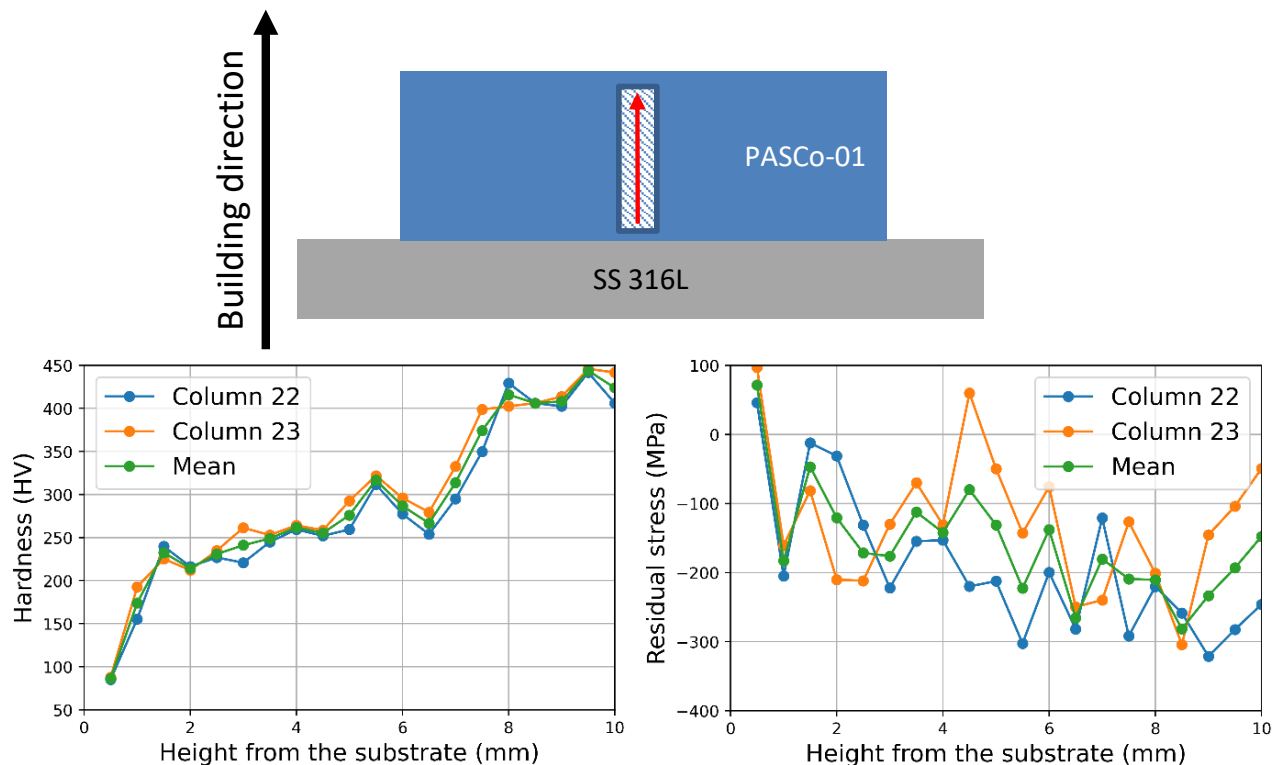 Building direction
PASCo-01
SS 316L
450
400
350
300
250
200
150
100
50
Hardness (HV)
Column 22
Column 23
Mean
0 2 4 6 8 10
Height from the substrate (mm)
100
0
−100
−200
−300
−400
Residual stress (MPa)
Column 22
Column 23
Mean
0 2 4 6 8 10
Height from the substrate (mm)